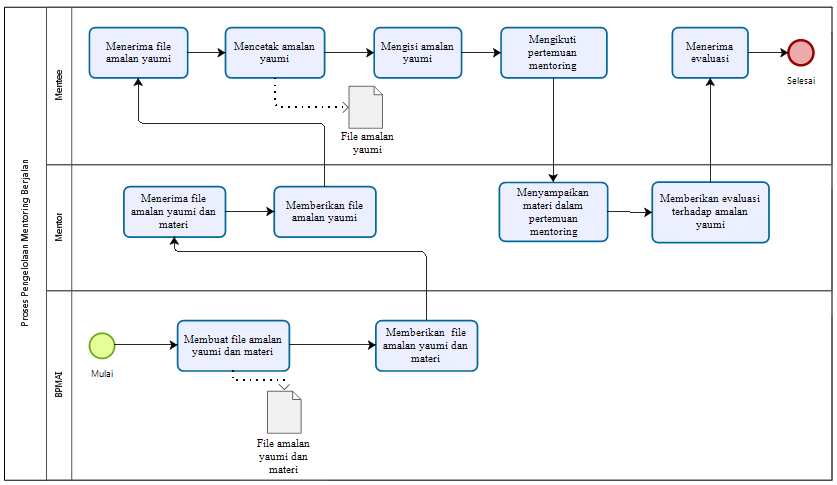 Proses Pengelolaan Mentoring Berjalan
Mentee
Menerima file
amalan yaumi
Mencetak amalan
yaumi
Mengisi amalan
yaumi
Mengikuti
pertemuan
mentoring
Menerima
evaluasi
Selesai
File amalan
yaumi
Mentor
Menerima file
amalan yaumi dan
materi
Memberikan file
amalan yaumi
Menyampaikan
materi dalam
pertemuan
mentoring
Memberikan evaluasi
terhadap amalan
yaumi
BPMAI
Mulai
Membuat file amalan
yaumi dan materi
Memberikan file
amalan yaumi dan
materi
File amalan
yaumi dan
materi